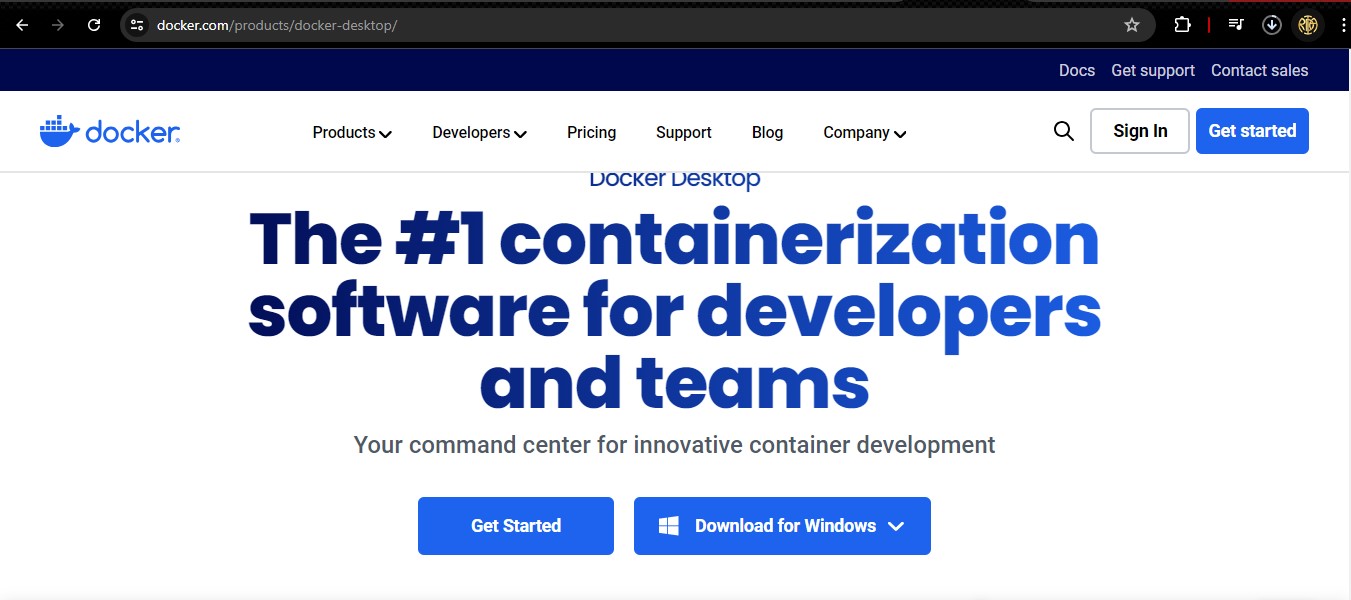 docker.com/products/docker-desktop/
Docs Get support Contact sales
docker
Products Developers Pricing Support Blog Company Sign In Get started
Docker Desktop
The #1 containerization
software for developers
and teams
Your command center for innovative container development
Get Started Download for Windows